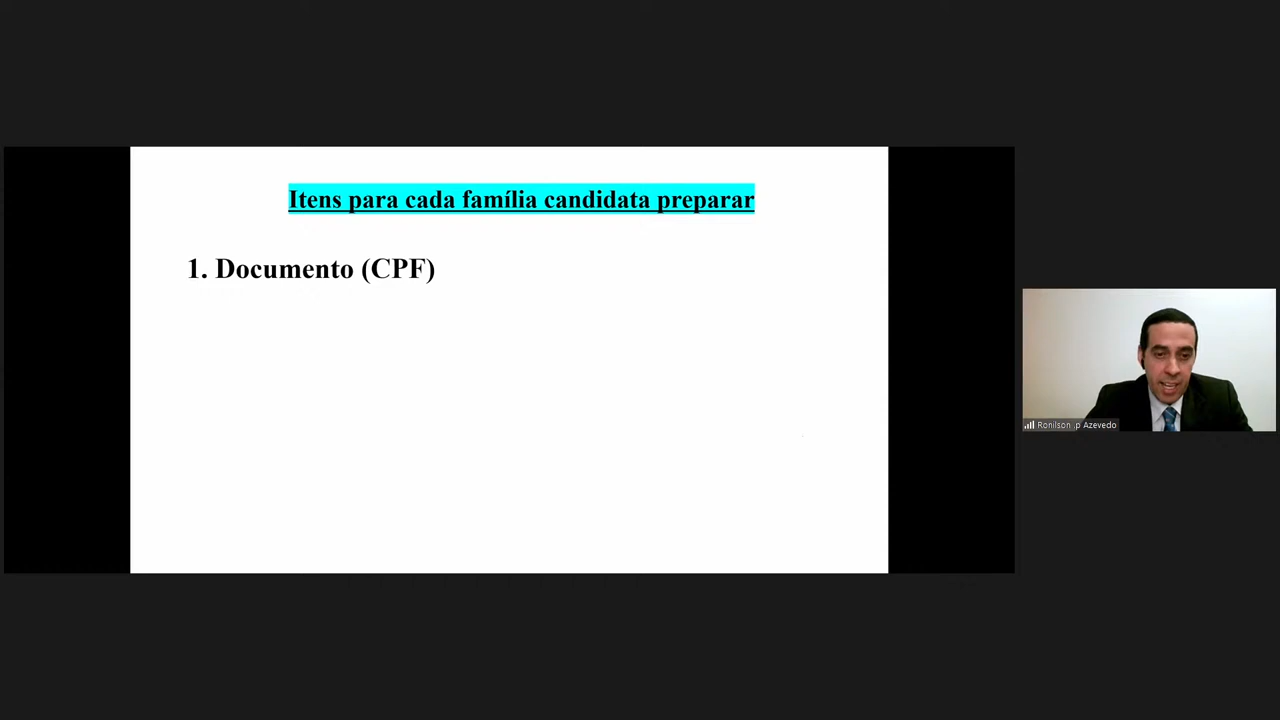 Itens para cada família candidata preparar
1. Documento (CPF)
Ronilson .p Azevedo